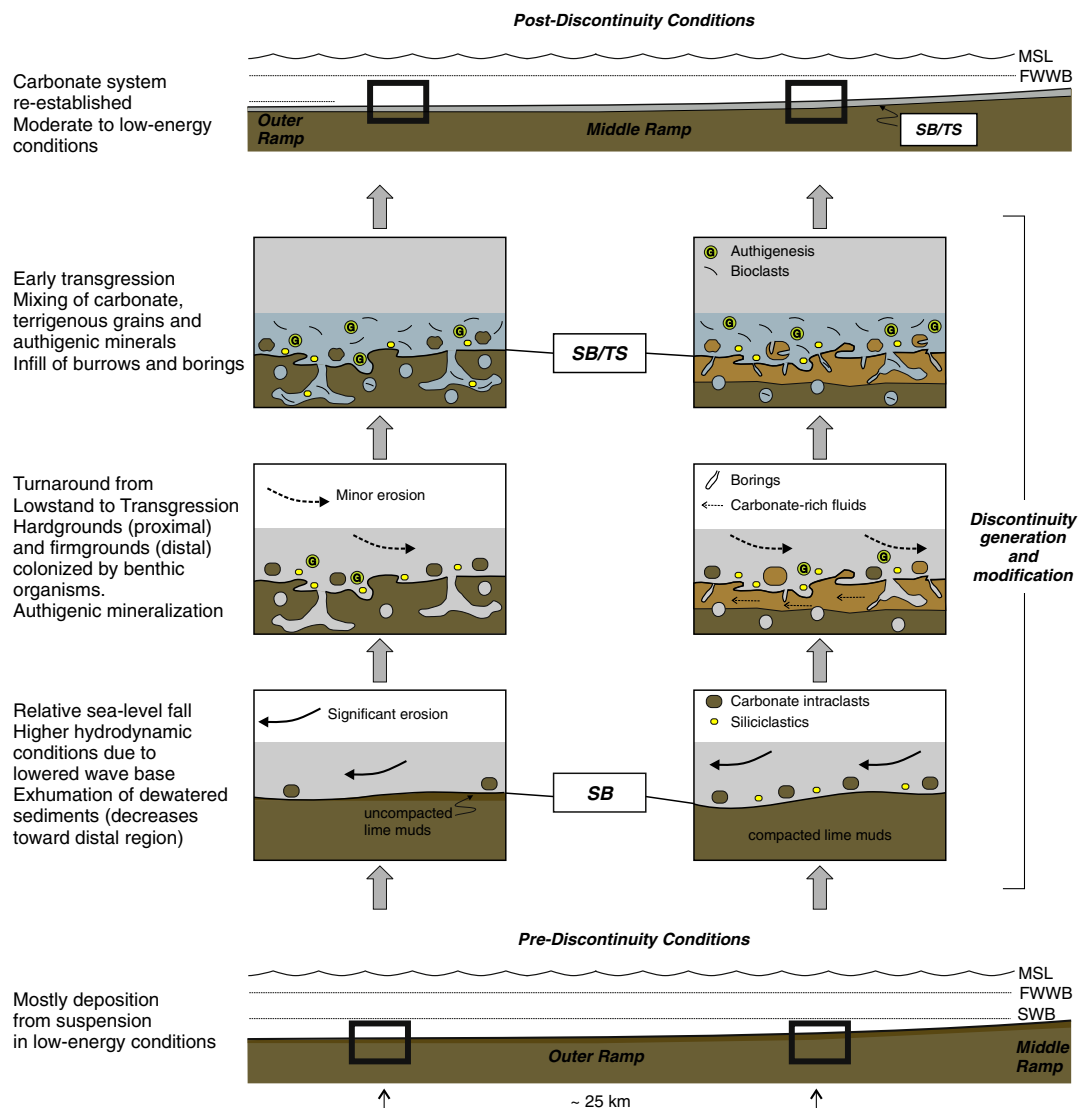 Post-Discontinuity Conditions
MSL
FWWB
Carbonate system
re-established
Moderate to low-energy
conditions
Outer
Ramp
Middle Ramp
SB/TS
Early transgression
Mixing of carbonate,
terrigenous grains and
authigenic minerals
Infill of burrows and borings
G
G
G
G
SB/TS
G Authigenesis
Bioclasts
G
G
G
G
Turnaround from
Lowstand to Transgression
Hardgrounds (proximal)
and firmgrounds (distal)
colonized by benthic
organisms.
Authigenic mineralization
Minor erosion
G
G
Borings
Carbonate-rich fluids
G
G
Discontinuity
generation
and
modification
Relative sea-level fall
Higher hydrodynamic
conditions due to
lowered wave base
Exhumation of dewatered
sediments (decreases
toward distal region)
Significant erosion
uncompacted
lime muds
SB
Carbonate intraclasts
Siliciclastics
compacted lime muds
Pre-Discontinuity Conditions
MSL
FWWB
SWB
Mostly deposition
from suspension
in low-energy conditions
Outer Ramp
Middle
Ramp
~ 25 km